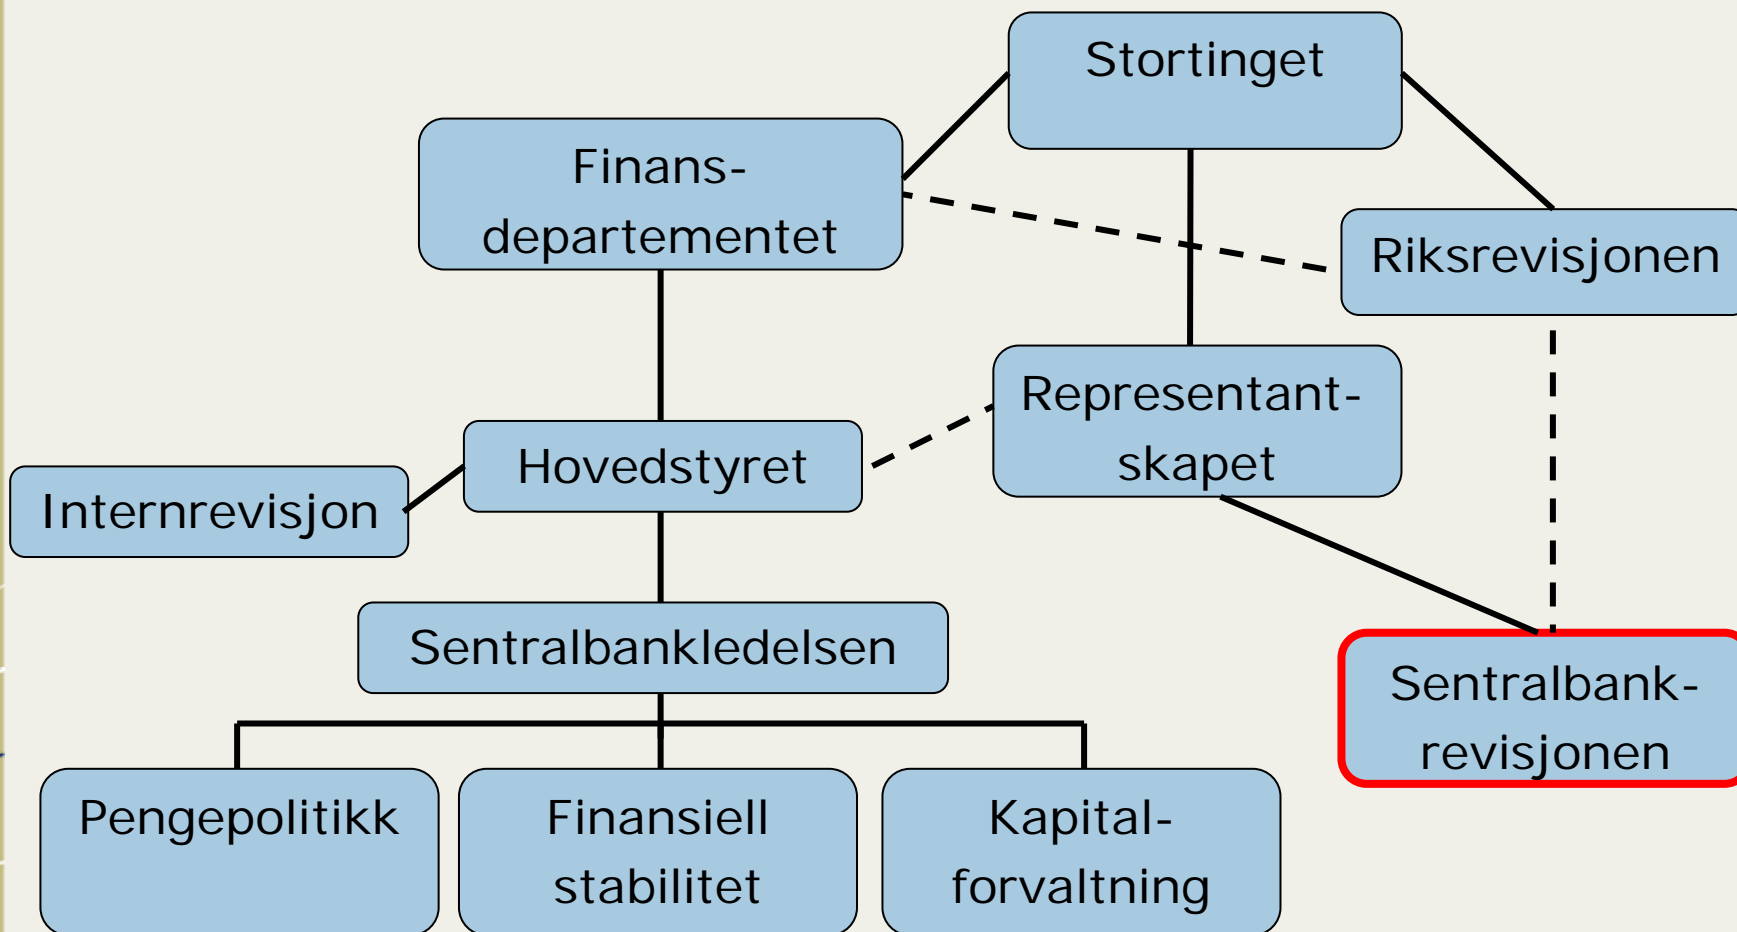 Stortinget
Finans-
departementet
Riksrevisjonen
Representant-
skapet
Hovedstyret
Internrevisjon
Sentralbankledelsen
Sentralbank-
revisjonen
Pengepolitikk
Finansiell
stabilitet
Kapital-
forvaltning